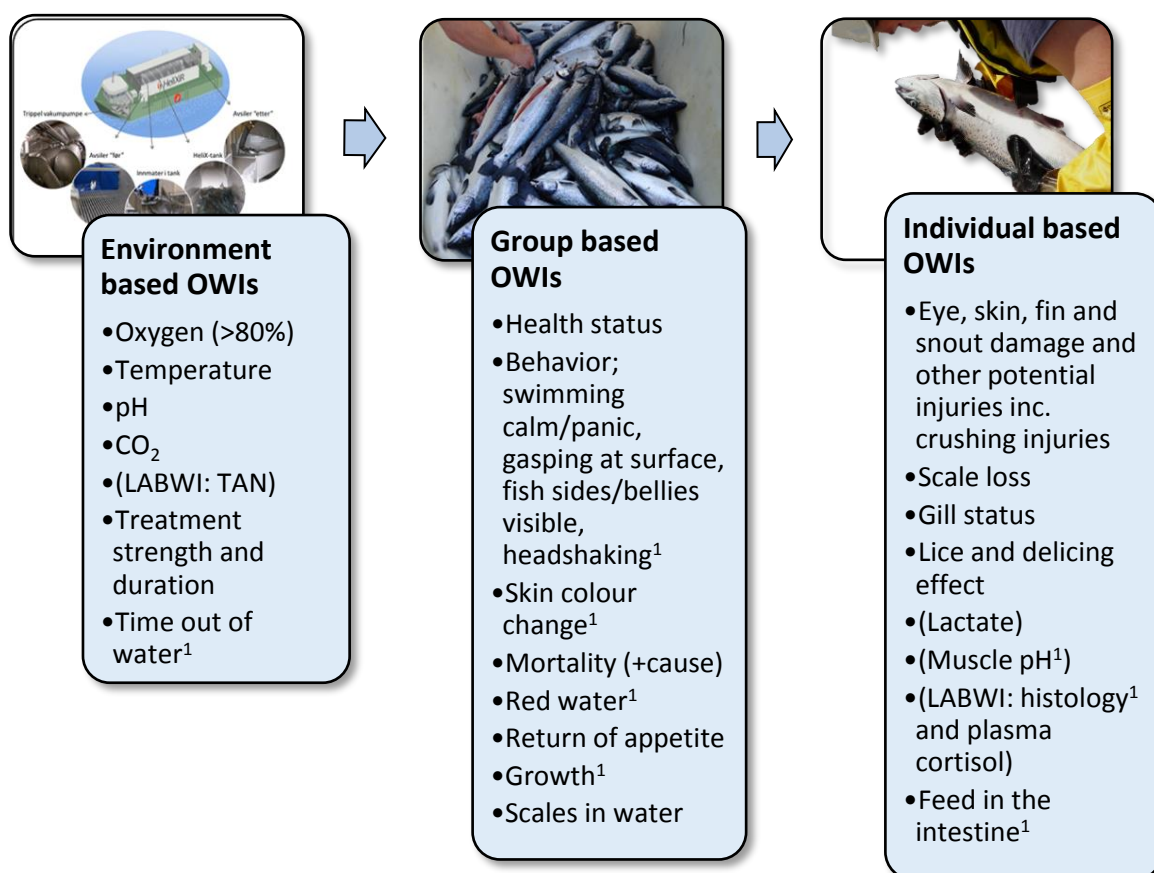 Trippel vakumpumpe
Avsiler "før"
Innmater i tank
HeliX-tank
Avsiler "etter"
HeliXiR
Environment
based OWIs
•Oxygen (>80%)
•Temperature
•pH
•CO₂
•(LABWI: TAN)
•Treatment
strength and
duration
•Time out of
water¹
Group based
OWIs
•Health status
•Behavior;
swimming
calm/panic,
gasping at surface,
fish sides/bellies
visible,
headshaking¹
•Skin colour
change¹
•Mortality (+cause)
•Red water¹
•Return of appetite
•Growth¹
•Scales in water
Individual based
OWIs
•Eye, skin, fin and
snout damage and
other potential
injuries inc.
crushing injuries
•Scale loss
•Gill status
•Lice and delicing
effect
•(Lactate)
•(Muscle pH¹)
•(LABWI: histology¹
and plasma
cortisol)
•Feed in the
intestine¹